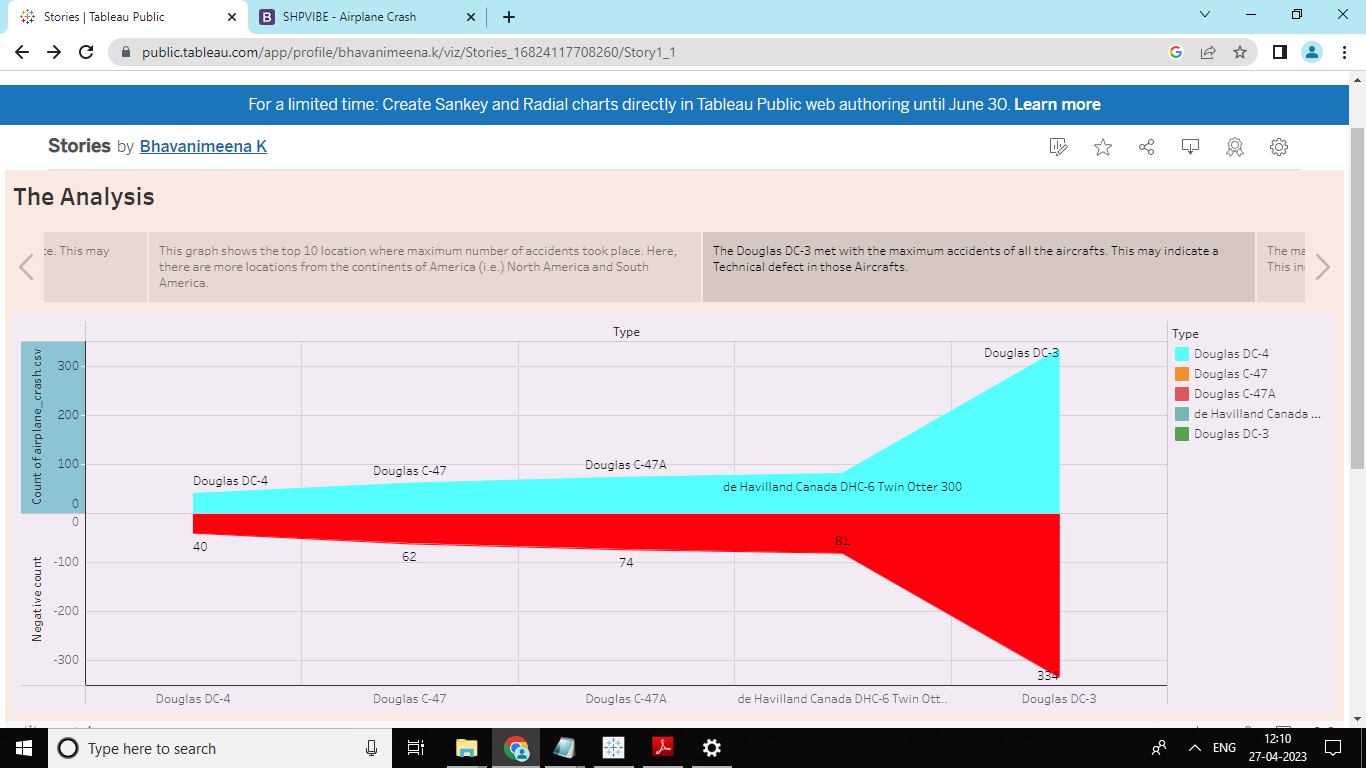 Stories | Tableau Public
SHPVIBE - Airplane Crash
public.tableau.com/app/profile/bhavanimeena.k/viz/Stories_16824117708260/Story1_1
For a limited time: Create Sankey and Radial charts directly in Tableau Public web authoring until June 30. Learn more
Stories by Bhavanimeena K
The Analysis
ce. This may
This graph shows the top 10 location where maximum number of accidents took place. Here,
there are more locations from the continents of America (i.e.) North America and South
America.
The Douglas DC-3 met with the maximum accidents of all the aircrafts. This may indicate a
Technical defect in those Aircrafts.
The ma
This in
Type
Count of airplane_crash.csv
300
200
100
0
Douglas DC-4
Douglas C-47
Douglas C-47A
de Havilland Canada DHC-6 Twin Otter 300
Douglas DC-3
Negative count
0
-100
-200
-300
40
62
74
81
334
Douglas DC-4
Douglas C-47
Douglas C-47A
de Havilland Canada DHC-6 Twin Ott..
Douglas DC-3
Type
Douglas DC-4
Douglas C-47
Douglas C-47A
de Havilland Canada ...
Douglas DC-3
Type here to search
ENG
12:10
27-04-2023